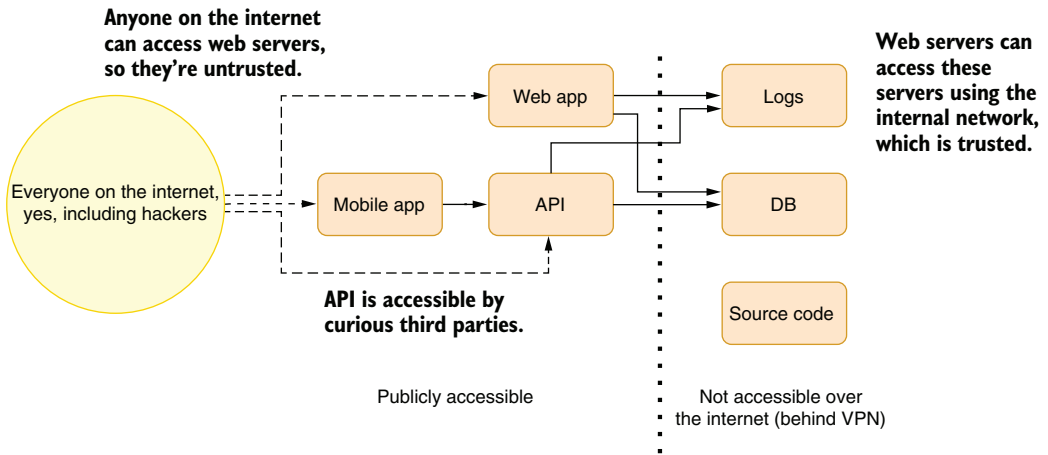 Anyone on the internet
can access web servers,
so they're untrusted.
Web servers can
access these
servers using the
internal network,
which is trusted.
Web app
Logs
Everyone on the internet,
yes, including hackers
Mobile app
API
DB
API is accessible by
curious third parties.
Source code
Publicly accessible
Not accessible over
the internet (behind VPN)